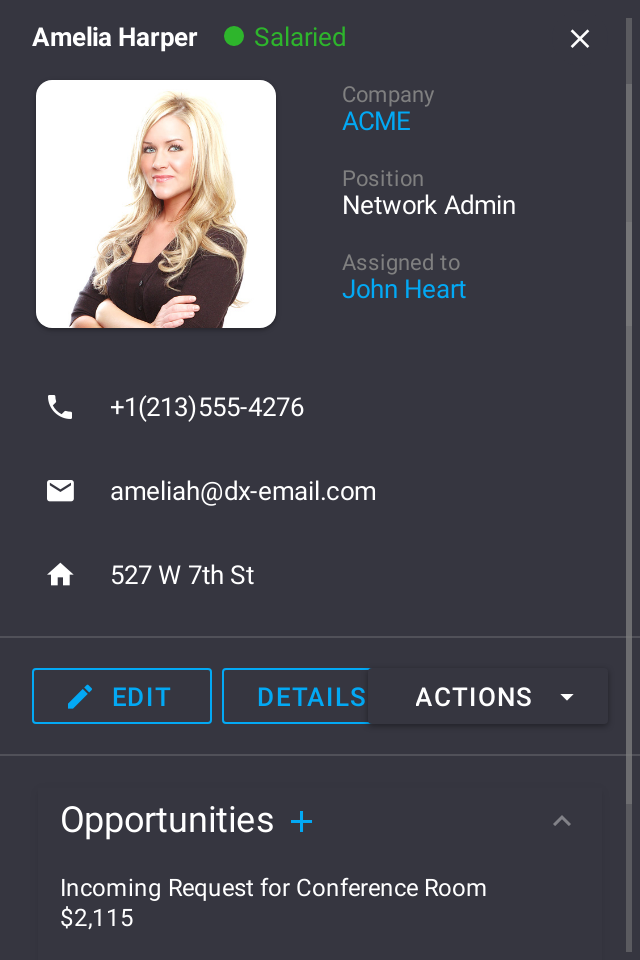 Amelia Harper Salaried
Company
ACME
Position
Network Admin
Assigned to
John Heart
+1(213)555-4276
ameliah@dx-email.com
527 W 7th St
EDIT DETAILS ACTIONS
Opportunities
Incoming Request for Conference Room
$2,115